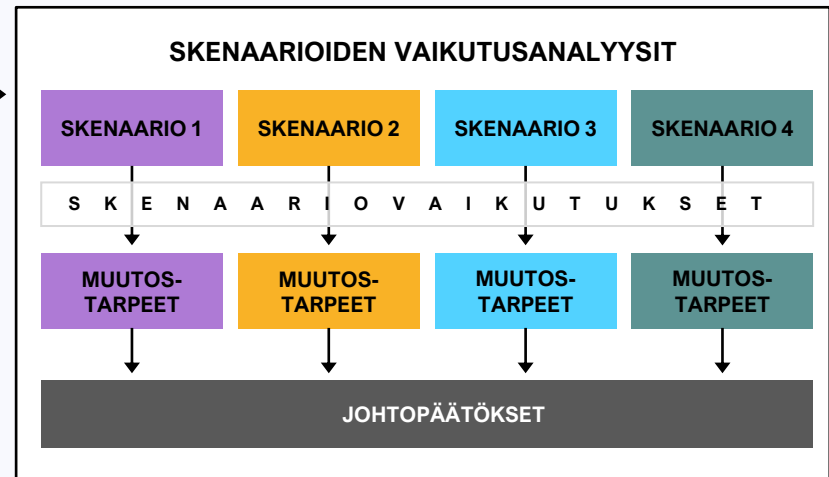 SKENAARIOIDEN VAIKUTUSANALYYSIT
SKENAARIO 1
SKENAARIO 2
SKENAARIO 3
SKENAARIO 4
S K E N A A R I O V A I K U T U K S E T
MUUTOS-
TARPEET
MUUTOS-
TARPEET
MUUTOS-
TARPEET
MUUTOS-
TARPEET
JOHTOPÄÄTÖKSET